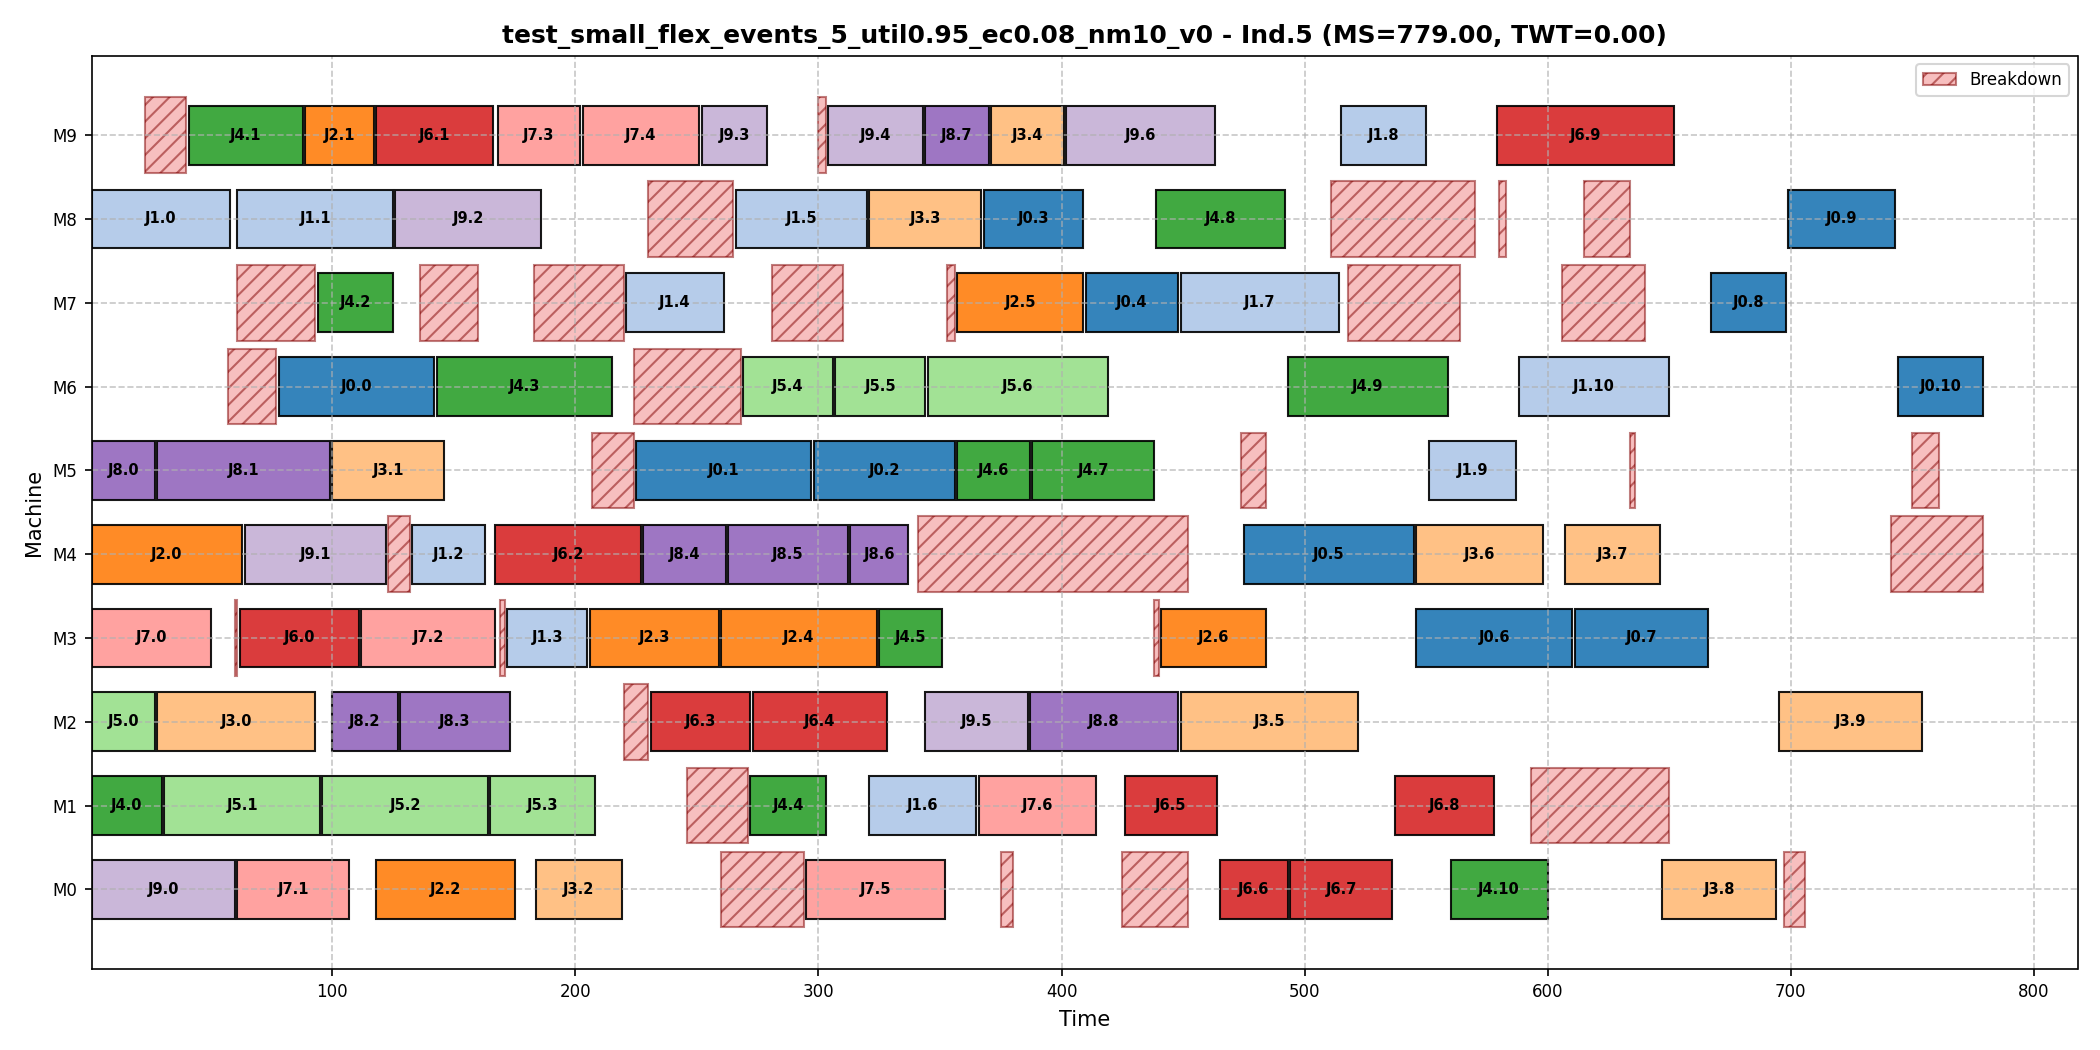 test_small_flex_events_5_util0.95_ec0.08_nm10_v0 - Ind.5 (MS=779.00, TWT=0.00)
Breakdown
M9 J4.1 J2.1 J6.1 J7.3 J7.4 J9.3 J9.4 J8.7 J3.4 J9.6 J1.8 J6.9
M8 J1.0 J1.1 J9.2 J1.5 J3.3 J0.3 J4.8 J0.9
M7 J4.2 J1.4 J2.5 J0.4 J1.7 J0.8
M6 J0.0 J4.3 J5.4 J5.5 J5.6 J4.9 J1.10 J0.10
M5 J8.0 J8.1 J3.1 J0.1 J0.2 J4.6 J4.7 J1.9
M4 J2.0 J9.1 J1.2 J6.2 J8.4 J8.5 J8.6 J0.5 J3.6 J3.7
M3 J7.0 J6.0 J7.2 J1.3 J2.3 J2.4 J4.5 J2.6 J0.6 J0.7
M2 J5.0 J3.0 J8.2 J8.3 J6.3 J6.4 J9.5 J8.8 J3.5 J3.9
M1 J4.0 J5.1 J5.2 J5.3 J4.4 J1.6 J7.6 J6.5 J6.8
M0 J9.0 J7.1 J2.2 J3.2 J7.5 J6.6 J6.7 J4.10 J3.8
Machine
100 200 300 400 500 600 700 800
Time